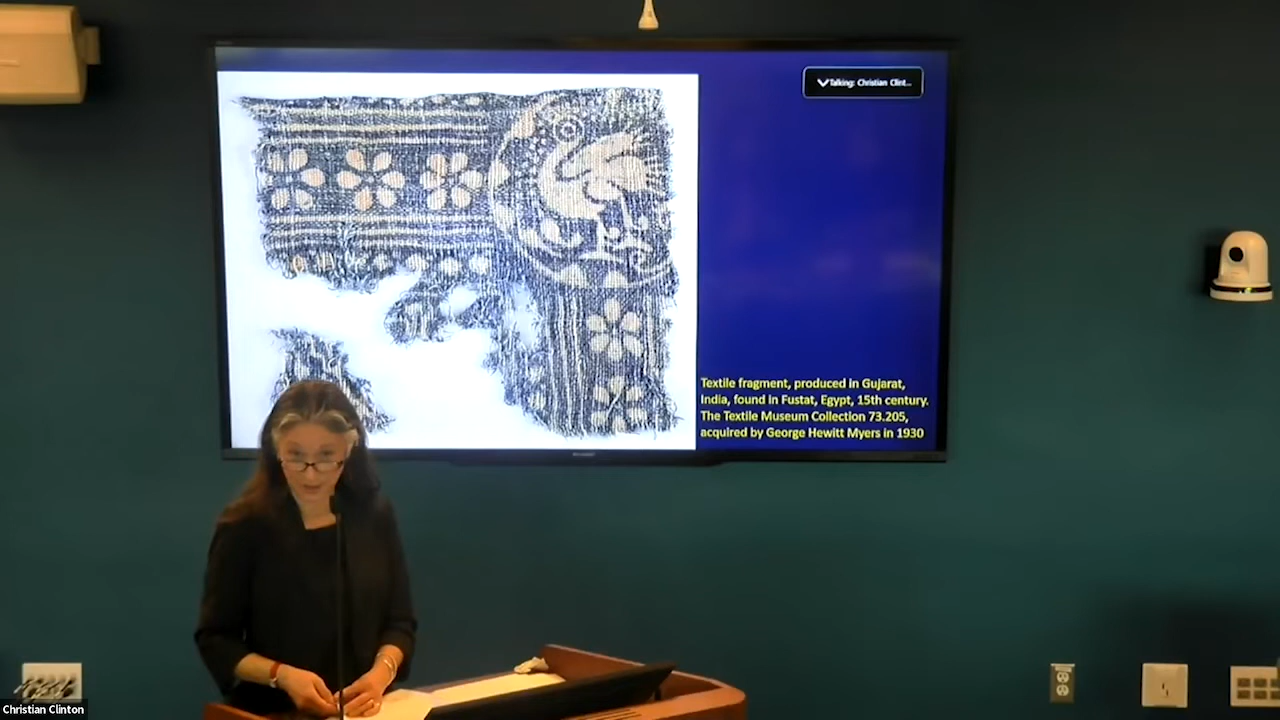 Talking: Christian Clint...
Textile fragment, produced in Gujarat,
India, found in Fustat, Egypt, 15th century.
The Textile Museum Collection 73.205,
acquired by George Hewitt Myers in 1930
Christian Clinton